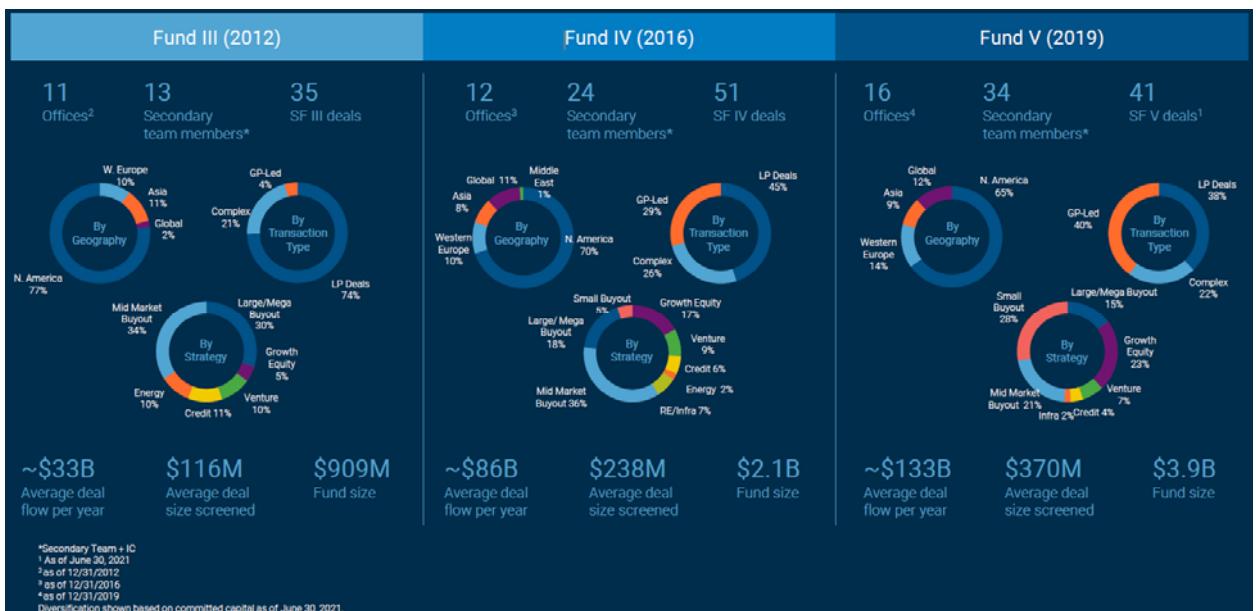 Fund III (2012)
Fund IV (2016)
Fund V (2019)
11
Offices²
13
Secondary
team members*
35
SF III deals
W. Europe
10%
Asia
11%
Global
2%
N. America
77%
By
Geography
GP-Led
4%
Complex
21%
LP Deals
74%
By
Transaction
Type
Mid Market
Buyout
34%
Large/Mega
Buyout
30%
Growth
Equity
5%
Venture
10%
Credit 11%
Energy
10%
By
Strategy
~$33B
Average deal
flow per year
$116M
Average deal
size screened
$909M
Fund size
12
Offices³
24
Secondary
team members*
51
SF IV deals
Global 11%
Middle
East
1%
Asia
8%
Western
Europe
10%
N. America
70%
By
Geography
LP Deals
45%
GP-Led
29%
Complex
26%
By
Transaction
Type
Small Buyout
5%
Growth Equity
17%
Large/ Mega
Buyout
18%
Venture
9%
Credit 6%
Energy 2%
RE/Infra 7%
Mid Market
Buyout 36%
By
Strategy
~$86B
Average deal
flow per year
$238M
Average deal
size screened
$2.1B
Fund size
16
Offices⁴
34
Secondary
team members*
41
SF V deals¹
Global
12%
N. America
65%
Asia
9%
Western
Europe
14%
By
Geography
LP Deals
38%
GP-Led
40%
Complex
22%
By
Transaction
Type
Large/Mega Buyout
15%
Small
Buyout
28%
Growth
Equity
23%
Venture
7%
Credit 4%
Infra 2%
Mid Market
Buyout 21%
By
Strategy
~$133B
Average deal
flow per year
$370M
Average deal
size screened
$3.9B
Fund size
*Secondary Team + IC
¹ As of June 30, 2021
² as of 12/31/2012
³ as of 12/31/2016
⁴ as of 12/31/2019
Diversification shown based on committed capital as of June 30, 2021.